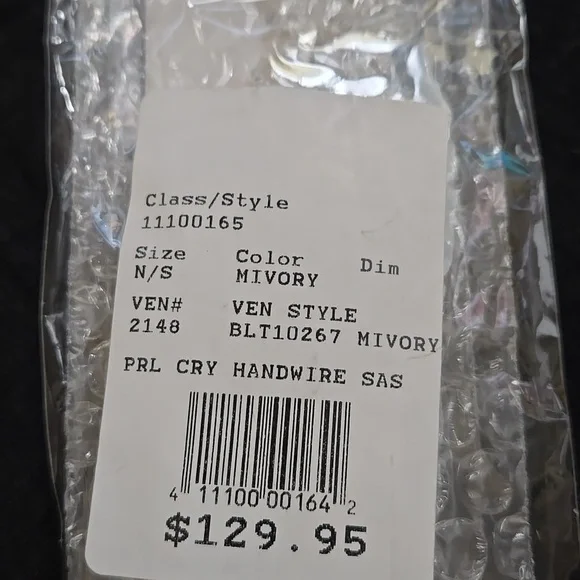 Class/Style
11100165
Size Color Dim
N/S MIVORY
VEN# VEN STYLE
2148 BLT10267 MIVORY
PRL CRY HANDWIRE SAS
4 11100 00164 2
$129.95